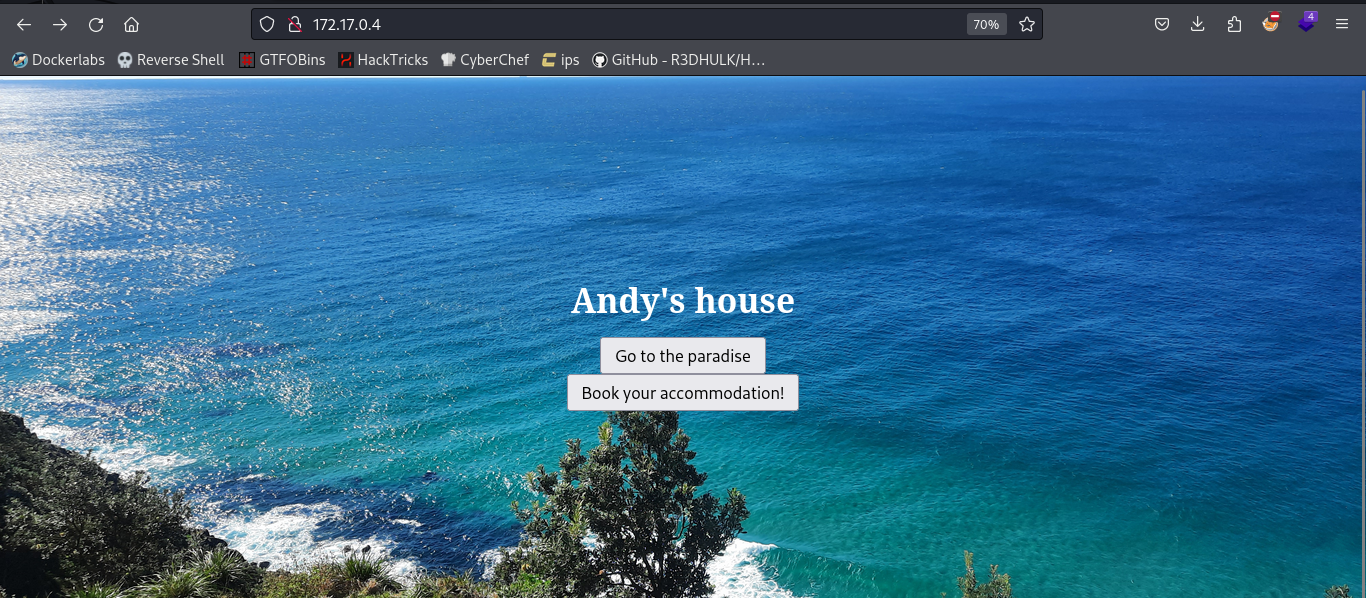 172.17.0.4 70% 4
Dockerlabs Reverse Shell GTFOBins HackTricks CyberChef ips GitHub - R3DHULK/H…
Andy's house
Go to the paradise
Book your accommodation!